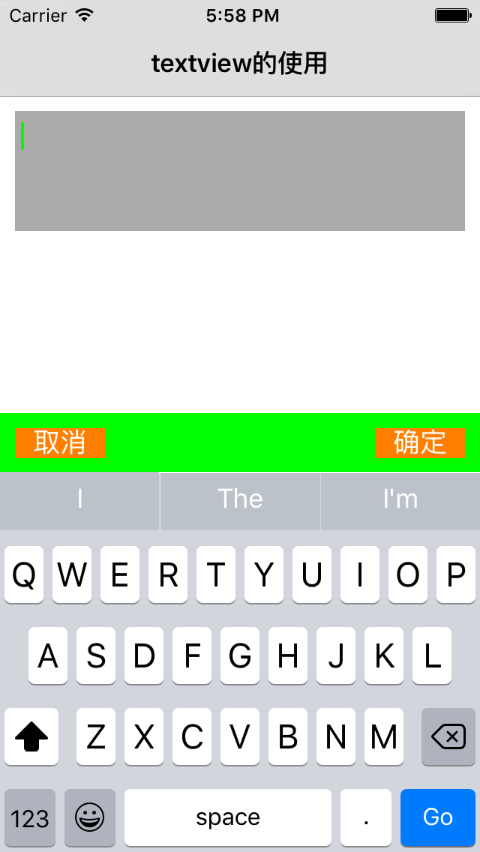 Carrier 5:58 PM
textview的使用
取消 确定
I The I'm
Q W E R T Y U I O P
A S D F G H J K L
Z X C V B N M
123 space . Go